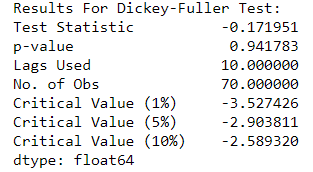 Results For Dickey-Fuller Test:
Test Statistic -0.171951
p-value 0.941783
Lags Used 10.000000
No. of Obs 70.000000
Critical Value (1%) -3.527426
Critical Value (5%) -2.903811
Critical Value (10%) -2.589320
dtype: float64